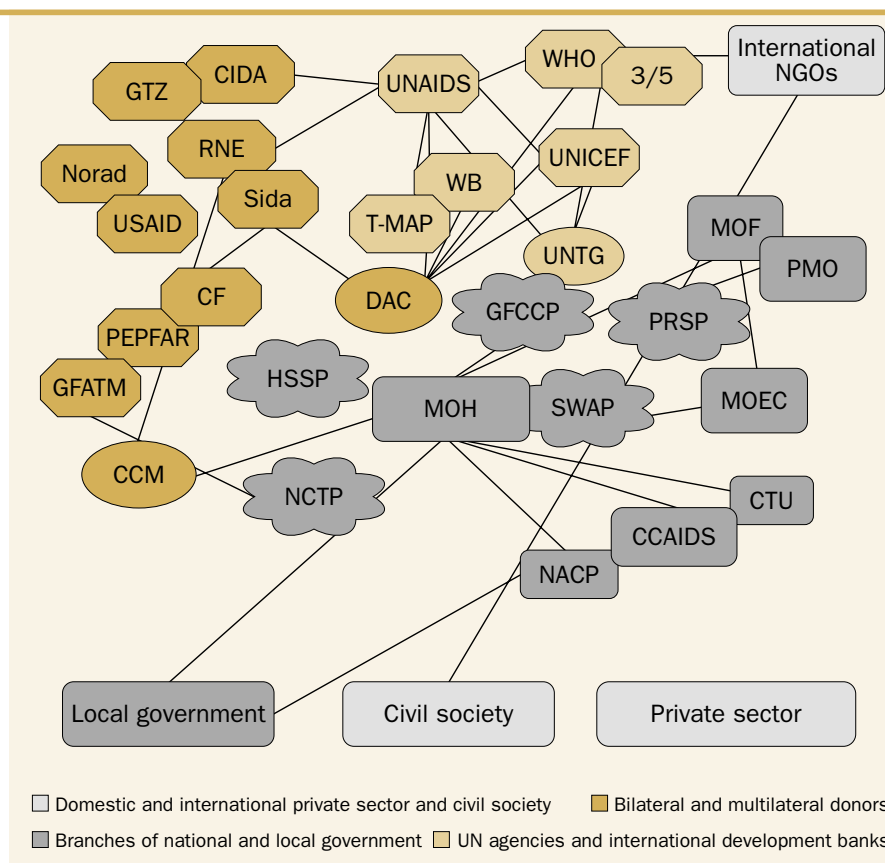 International
NGOs
WHO
3/5
CIDA
GTZ
UNAIDS
RNE
UNICEF
Norad
WB
Sida
USAID
T-MAP
MOF
UNTG
PMO
CF
DAC
GFCCP
PRSP
PEPFAR
HSSP
GFATM
MOH
SWAP
MOEC
CCM
NCTP
CTU
CCAIDS
NACP
Local government
Civil society
Private sector
Domestic and international private sector and civil society
Bilateral and multilateral donors
Branches of national and local government
UN agencies and international development banks